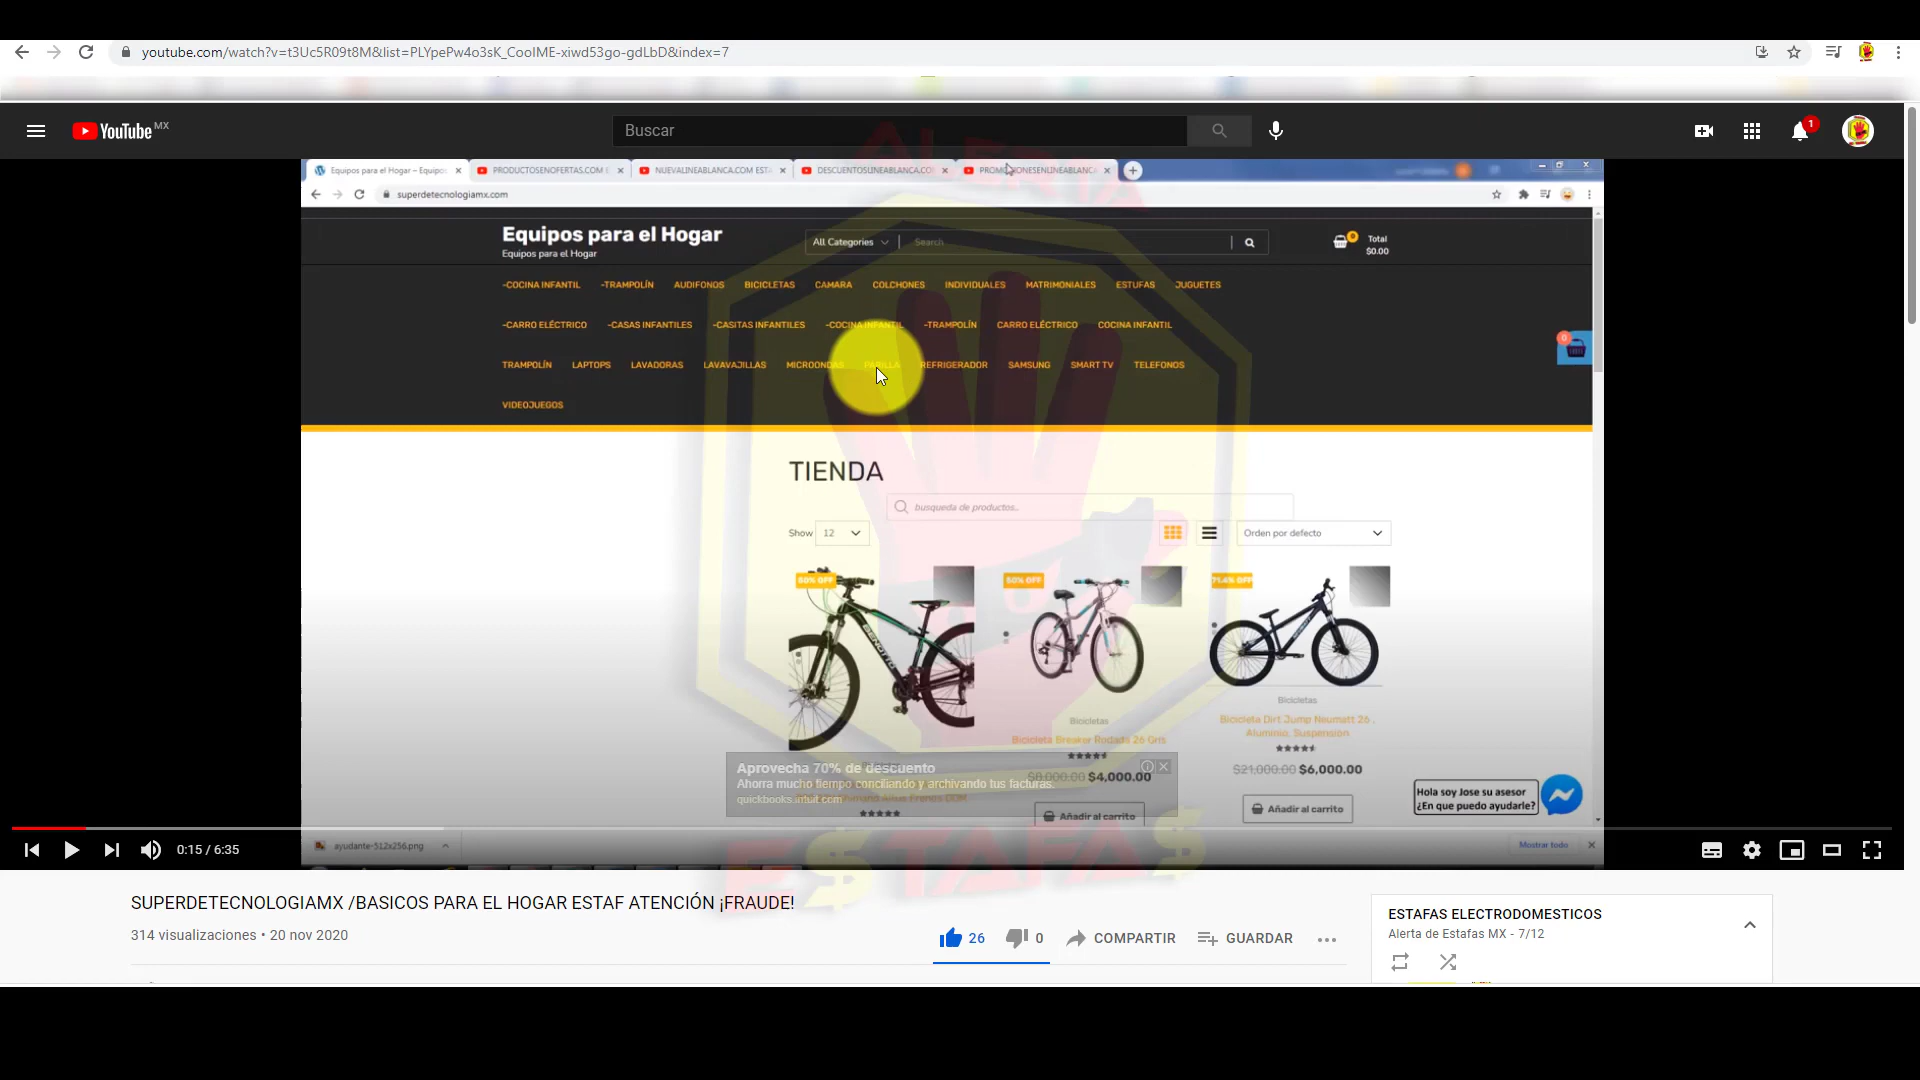 youtube.com/watch?v=t3Uc5R09t8M&list=PLYpePw4o3sK_CooIME-xiwd53go-gdLbD&index=7
YouTube MX
Buscar
1
ALERTA
Equipos para el Hogar – Equipos
PRODUCTOSENOFERTAS.COM E
NUEVALINEABLANCA.COM ESTA
DESCUENTOSLINEABLANCA.CO
superdetecnologiamx.com
Equipos para el Hogar
Equipos para el Hogar
All Categories
Search
0
Total
$0.00
-COCINA INFANTIL -TRAMPOLÍN AUDIFONOS BICICLETAS CAMARA COLCHONES INDIVIDUALES MATRIMONIALES ESTUFAS JUGUETES
-CARRO ELÉCTRICO -CASAS INFANTILES -CASITAS INFANTILES -COCINA INFANTIL -TRAMPOLÍN CARRO ELÉCTRICO COCINA INFANTIL
TRAMPOLÍN LAPTOPS LAVADORAS LAVAVAJILLAS MICROONDAS PARILLA REFRIGERADOR SAMSUNG SMART TV TELEFONOS
VIDEOJUEGOS
0
TIENDA
busqueda de productos..
Show 12
Orden por defecto
50% OFF
50% OFF
71.4% OFF
BENOTTO
Bicicletas
Bicicleta Dirt Jump Neumatt 26 .
Aluminio, Suspension
$21,000.00 $6,000.00
Añadir al carrito
Bicicletas
Bicicleta Breaker Rodada 26 Gris
$8,000.00 $4,000.00
Añadir al carrito
Aprovecha 70% de descuento
Ahorra mucho tiempo conciliando y archivando tus facturas.
quickbooks.intuit.com
Hola soy Jose su asesor
¿En que puedo ayudarle?
ayudante-512x256.png
Mostrar todo
E$TAFA$
0:15 / 6:35
SUPERDETECNOLOGIAMX /BASICOS PARA EL HOGAR ESTAF ATENCIÓN ¡FRAUDE!
314 visualizaciones • 20 nov 2020
26
0
COMPARTIR
GUARDAR
ESTAFAS ELECTRODOMESTICOS
Alerta de Estafas MX - 7/12